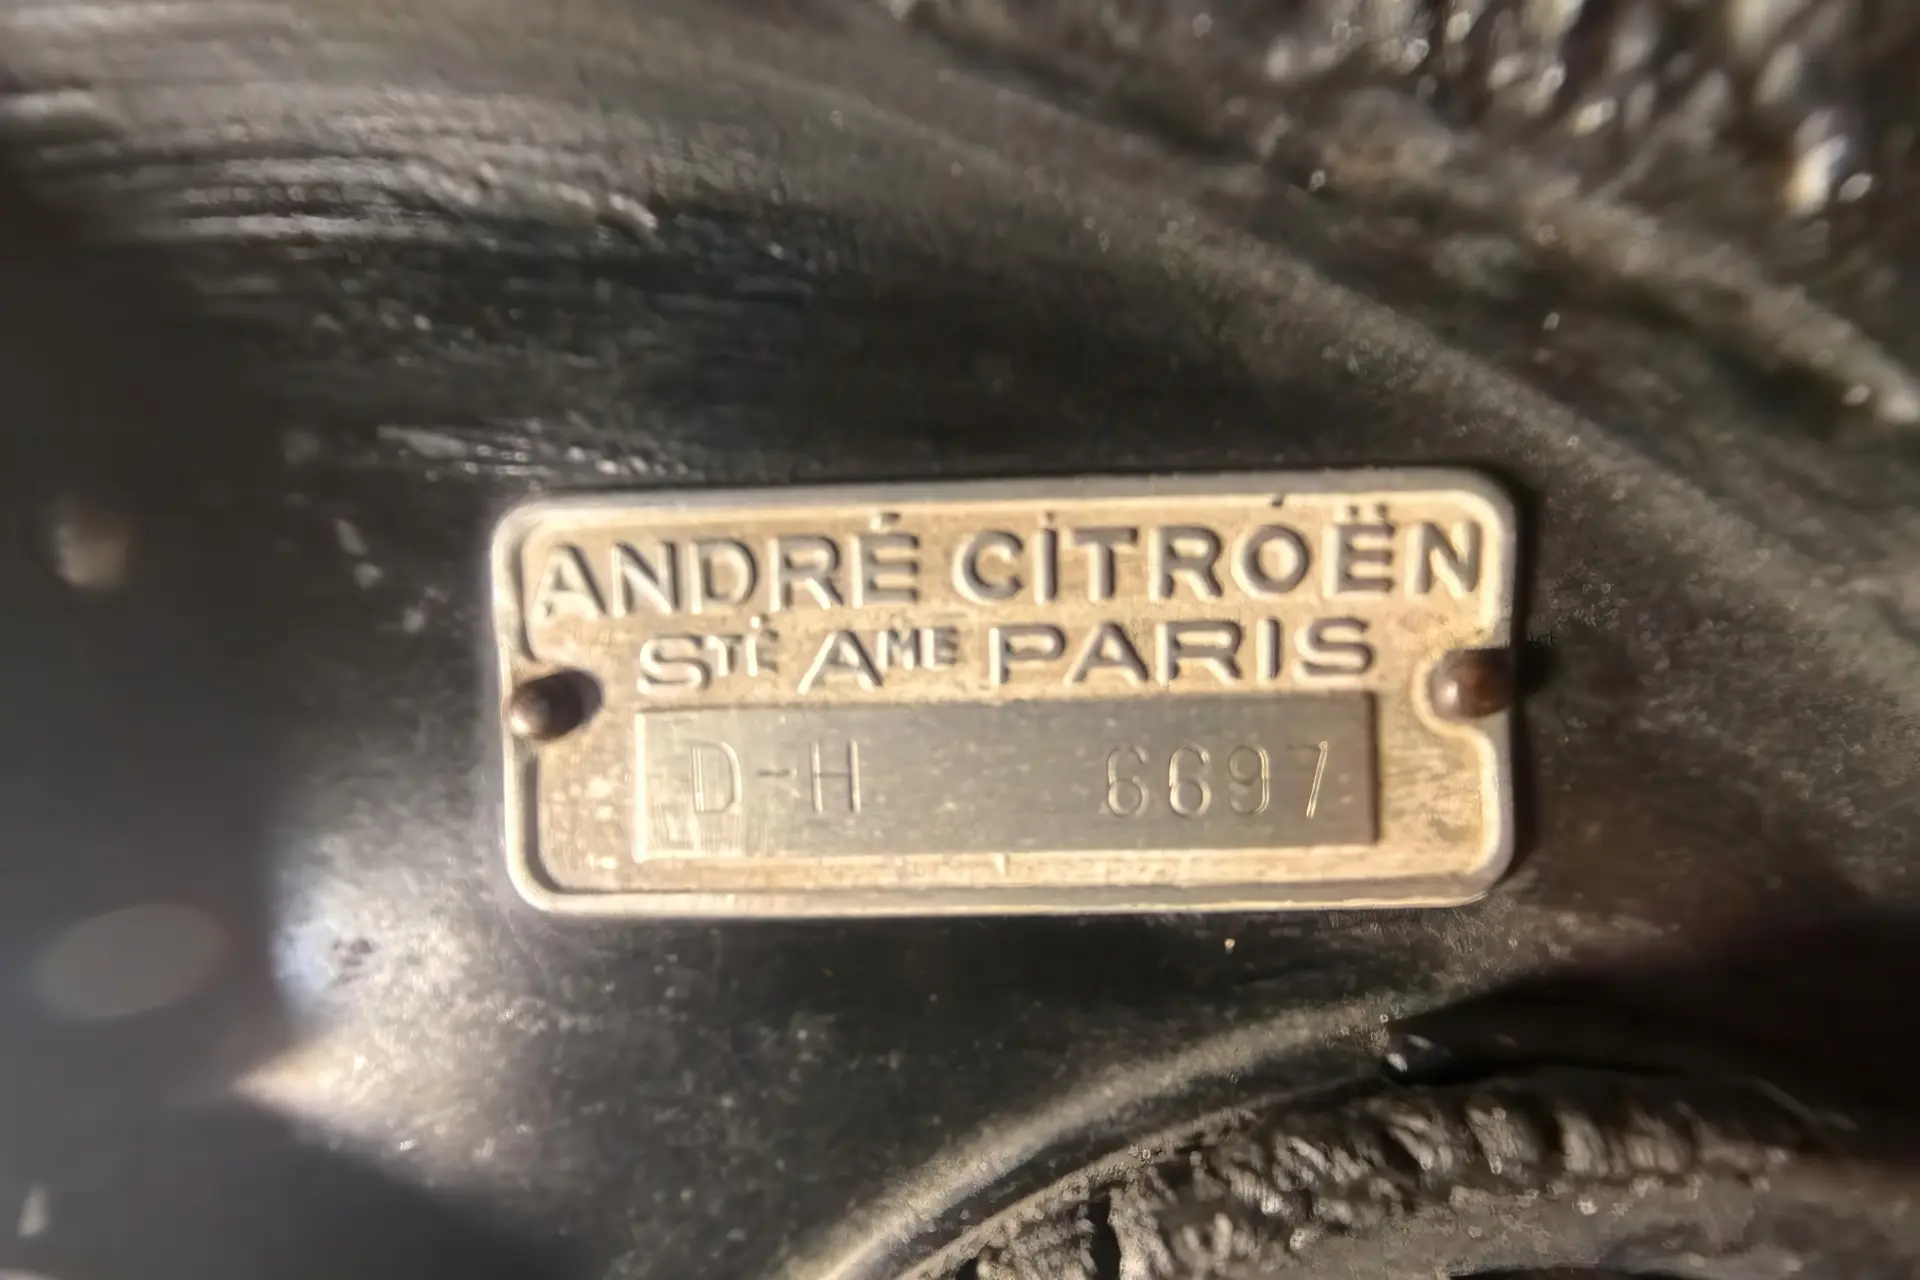 ANDRÉ CITROËN
STÉ AME PARIS
D-H 6697